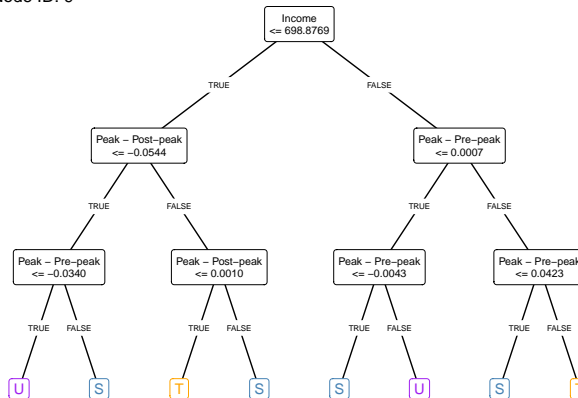 Income
<= 698.8769
TRUE
FALSE
Peak − Post−peak
<= −0.0544
Peak − Pre−peak
<= 0.0007
TRUE
FALSE
TRUE
FALSE
Peak − Pre−peak
<= −0.0340
Peak − Post−peak
<= 0.0010
Peak − Pre−peak
<= −0.0043
Peak − Pre−peak
<= 0.0423
TRUE
FALSE
TRUE
FALSE
TRUE
FALSE
TRUE
FALSE
U
S
T
S
S
U
S
T